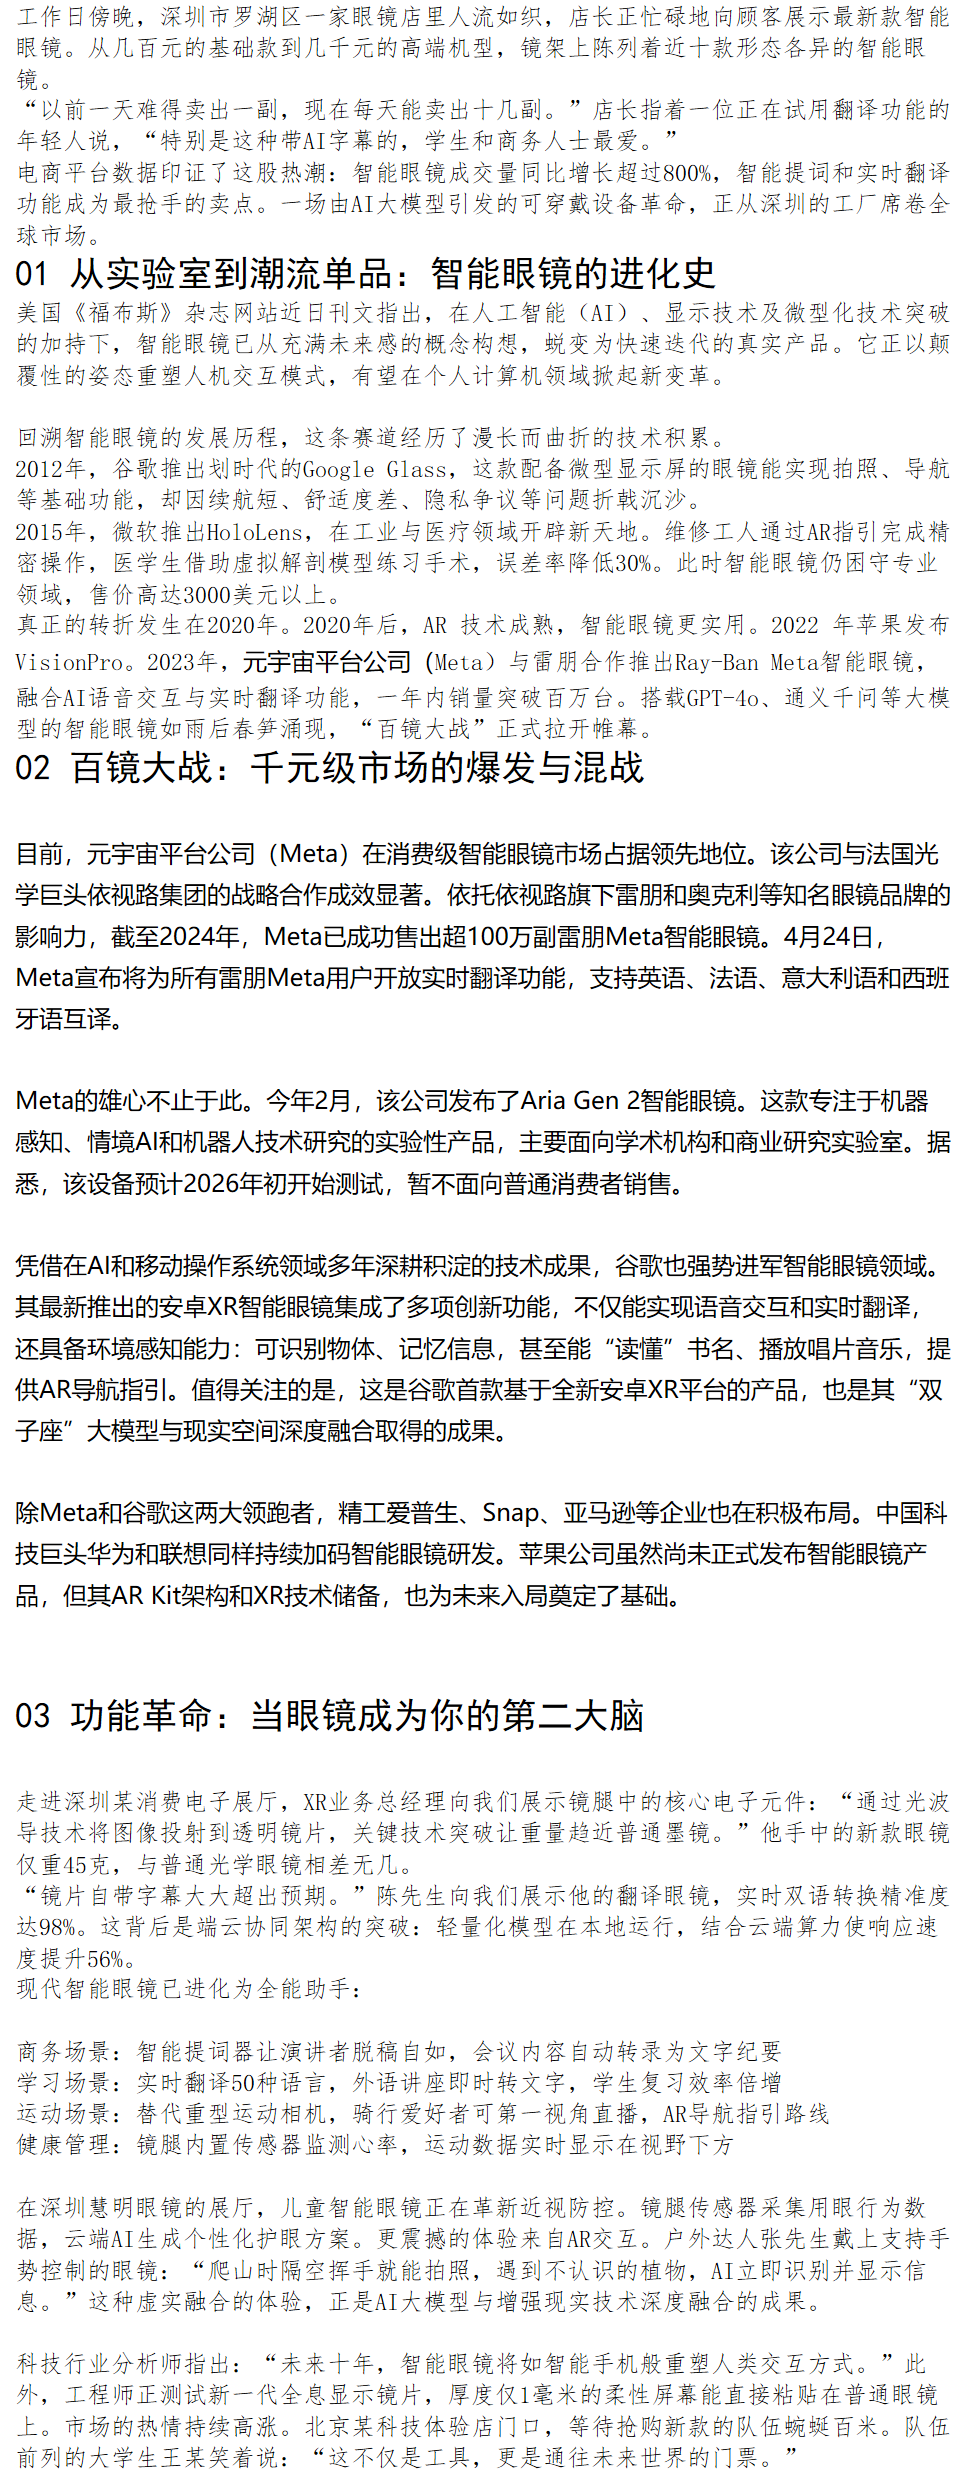 工作日傍晚，深圳市罗湖区一家眼镜店里人流如织，店长正忙碌地向顾客展示最新款智能
眼镜。从几百元的基础款到几千元的高端机型，镜架上陈列着近十款形态各异的智能眼
镜。
“以前一天难得卖出一副，现在每天能卖出十几副。”店长指着一位正在试用翻译功能的
年轻人说，“特别是这种带AI字幕的，学生和商务人士最爱。”
电商平台数据印证了这股热潮：智能眼镜成交量同比增长超过800%，智能提词和实时翻译
功能成为最抢手的卖点。一场由AI大模型引发的可穿戴设备革命，正从深圳的工厂席卷全
球市场。
01 从实验室到潮流单品：智能眼镜的进化史
美国《福布斯》杂志网站近日刊文指出，在人工智能（AI）、显示技术及微型化技术突破
的加持下，智能眼镜已从充满未来感的概念构想，蜕变为快速迭代的真实产品。它正以颠
覆性的姿态重塑人机交互模式，有望在个人计算机领域掀起新变革。
回溯智能眼镜的发展历程，这条赛道经历了漫长而曲折的技术积累。
2012年，谷歌推出划时代的Google Glass，这款配备微型显示屏的眼镜能实现拍照、导航
等基础功能，却因续航短、舒适度差、隐私争议等问题折戟沉沙。
2015年，微软推出HoloLens，在工业与医疗领域开辟新天地。维修工人通过AR指引完成精
密操作，医学生借助虚拟解剖模型练习手术，误差率降低30%。此时智能眼镜仍困守专业
领域，售价高达3000美元以上。
真正的转折发生在2020年。2020年后，AR 技术成熟，智能眼镜更实用。2022 年苹果发布
VisionPro。2023年，元宇宙平台公司（Meta）与雷朋合作推出Ray-Ban Meta智能眼镜，
融合AI语音交互与实时翻译功能，一年内销量突破百万台。搭载GPT-4o、通义千问等大模
型的智能眼镜如雨后春笋涌现，“百镜大战”正式拉开帷幕。
02 百镜大战：千元级市场的爆发与混战
目前，元宇宙平台公司（Meta）在消费级智能眼镜市场占据领先地位。该公司与法国光
学巨头依视路集团的战略合作成效显著。依托依视路旗下雷朋和奥克利等知名眼镜品牌的
影响力，截至2024年，Meta已成功售出超100万副雷朋Meta智能眼镜。4月24日，
Meta宣布将为所有雷朋Meta用户开放实时翻译功能，支持英语、法语、意大利语和西班
牙语互译。
Meta的雄心不止于此。今年2月，该公司发布了Aria Gen 2智能眼镜。这款专注于机器
感知、情境AI和机器人技术研究的实验性产品，主要面向学术机构和商业研究实验室。据
悉，该设备预计2026年初开始测试，暂不面向普通消费者销售。
凭借在AI和移动操作系统领域多年深耕积淀的技术成果，谷歌也强势进军智能眼镜领域。
其最新推出的安卓XR智能眼镜集成了多项创新功能，不仅能实现语音交互和实时翻译，
还具备环境感知能力：可识别物体、记忆信息，甚至能“读懂”书名、播放唱片音乐，提
供AR导航指引。值得关注的是，这是谷歌首款基于全新安卓XR平台的产品，也是其“双
子座”大模型与现实空间深度融合取得的成果。
除Meta和谷歌这两大领跑者，精工爱普生、Snap、亚马逊等企业也在积极布局。中国科
技巨头华为和联想同样持续加码智能眼镜研发。苹果公司虽然尚未正式发布智能眼镜产
品，但其AR Kit架构和XR技术储备，也为未来入局奠定了基础。
03 功能革命：当眼镜成为你的第二大脑
走进深圳某消费电子展厅，XR业务总经理向我们展示镜腿中的核心电子元件：“通过光波
导技术将图像投射到透明镜片，关键技术突破让重量趋近普通墨镜。”他手中的新款眼镜
仅重45克，与普通光学眼镜相差无几。
“镜片自带字幕大大超出预期。”陈先生向我们展示他的翻译眼镜，实时双语转换精准度
达98%。这背后是端云协同架构的突破：轻量化模型在本地运行，结合云端算力使响应速
度提升56%。
现代智能眼镜已进化为全能助手：
商务场景：智能提词器让演讲者脱稿自如，会议内容自动转录为文字纪要
学习场景：实时翻译50种语言，外语讲座即时转文字，学生复习效率倍增
运动场景：替代重型运动相机，骑行爱好者可第一视角直播，AR导航指引路线
健康管理：镜腿内置传感器监测心率，运动数据实时显示在视野下方
在深圳慧明眼镜的展厅，儿童智能眼镜正在革新近视防控。镜腿传感器采集用眼行为数
据，云端AI生成个性化护眼方案。更震撼的体验来自AR交互。户外达人张先生戴上支持手
势控制的眼镜：“爬山时隔空挥手就能拍照，遇到不认识的植物，AI立即识别并显示信
息。”这种虚实融合的体验，正是AI大模型与增强现实技术深度融合的成果。
科技行业分析师指出：“未来十年，智能眼镜将如智能手机般重塑人类交互方式。”此
外，工程师正测试新一代全息显示镜片，厚度仅1毫米的柔性屏幕能直接粘贴在普通眼镜
上。市场的热情持续高涨。北京某科技体验店门口，等待抢购新款的队伍蜿蜒百米。队伍
前列的大学生王某笑着说：“这不仅是工具，更是通往未来世界的门票。”